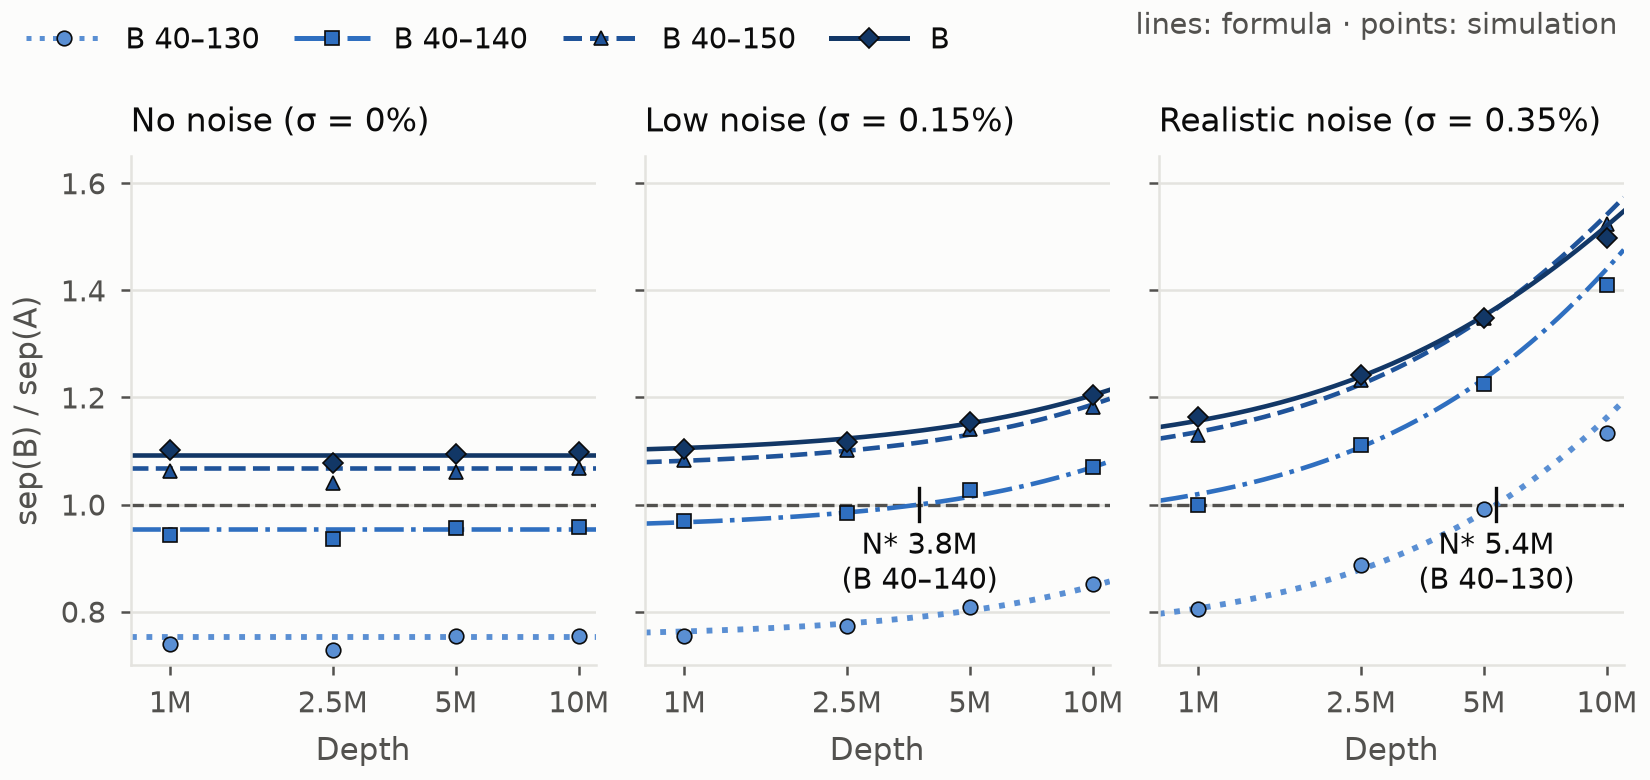 B 40–130 B 40–140 B 40–150 B
lines: formula · points: simulation
No noise (σ = 0%)
Low noise (σ = 0.15%)
Realistic noise (σ = 0.35%)
sep(B) / sep(A)
1.6
1.4
1.2
1.0
0.8
N* 3.8M
(B 40–140)
N* 5.4M
(B 40–130)
1M 2.5M 5M 10M
1M 2.5M 5M 10M
1M 2.5M 5M 10M
Depth
Depth
Depth